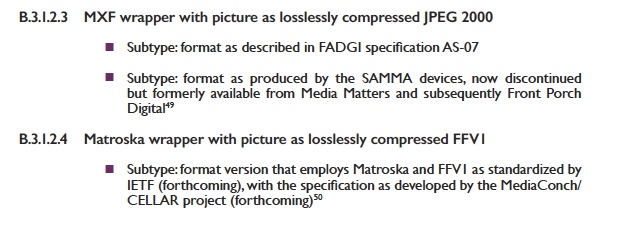 B.3.1.2.3 MXF wrapper with picture as losslessly compressed JPEG 2000
■ Subtype: format as described in FADGI specification AS-07
■ Subtype: format as produced by the SAMMA devices, now discontinued
but formerly available from Media Matters and subsequently Front Porch
Digital⁴⁹
B.3.1.2.4 Matroska wrapper with picture as losslessly compressed FFV1
■ Subtype: format version that employs Matroska and FFV1 as standardized by
IETF (forthcoming), with the specification as developed by the MediaConch/
CELLAR project (forthcoming)⁵⁰